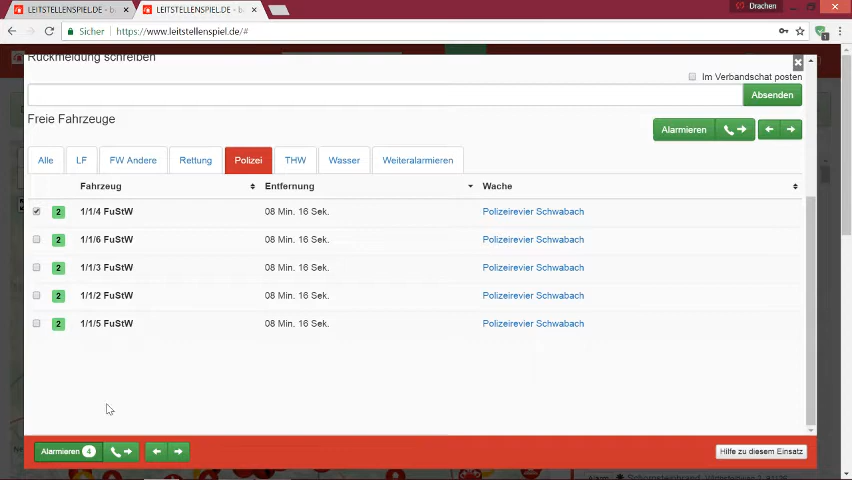 LEITSTELLENSPIEL.DE - b
LEITSTELLENSPIEL.DE - b
Drachen
Sicher
https://www.leitstellenspiel.de/#
Rückmeldung schreiben
Im Verbandschat posten
Absenden
Freie Fahrzeuge
Alarmieren
Alle LF FW Andere Rettung Polizei THW Wasser Weiteralarmieren
Fahrzeug Entfernung Wache
2 1/1/4 FuStW 08 Min. 16 Sek. Polizeirevier Schwabach
2 1/1/6 FuStW 08 Min. 16 Sek. Polizeirevier Schwabach
2 1/1/3 FuStW 08 Min. 16 Sek. Polizeirevier Schwabach
2 1/1/2 FuStW 08 Min. 16 Sek. Polizeirevier Schwabach
2 1/1/5 FuStW 08 Min. 16 Sek. Polizeirevier Schwabach
Alarmieren 4
Hilfe zu diesem Einsatz